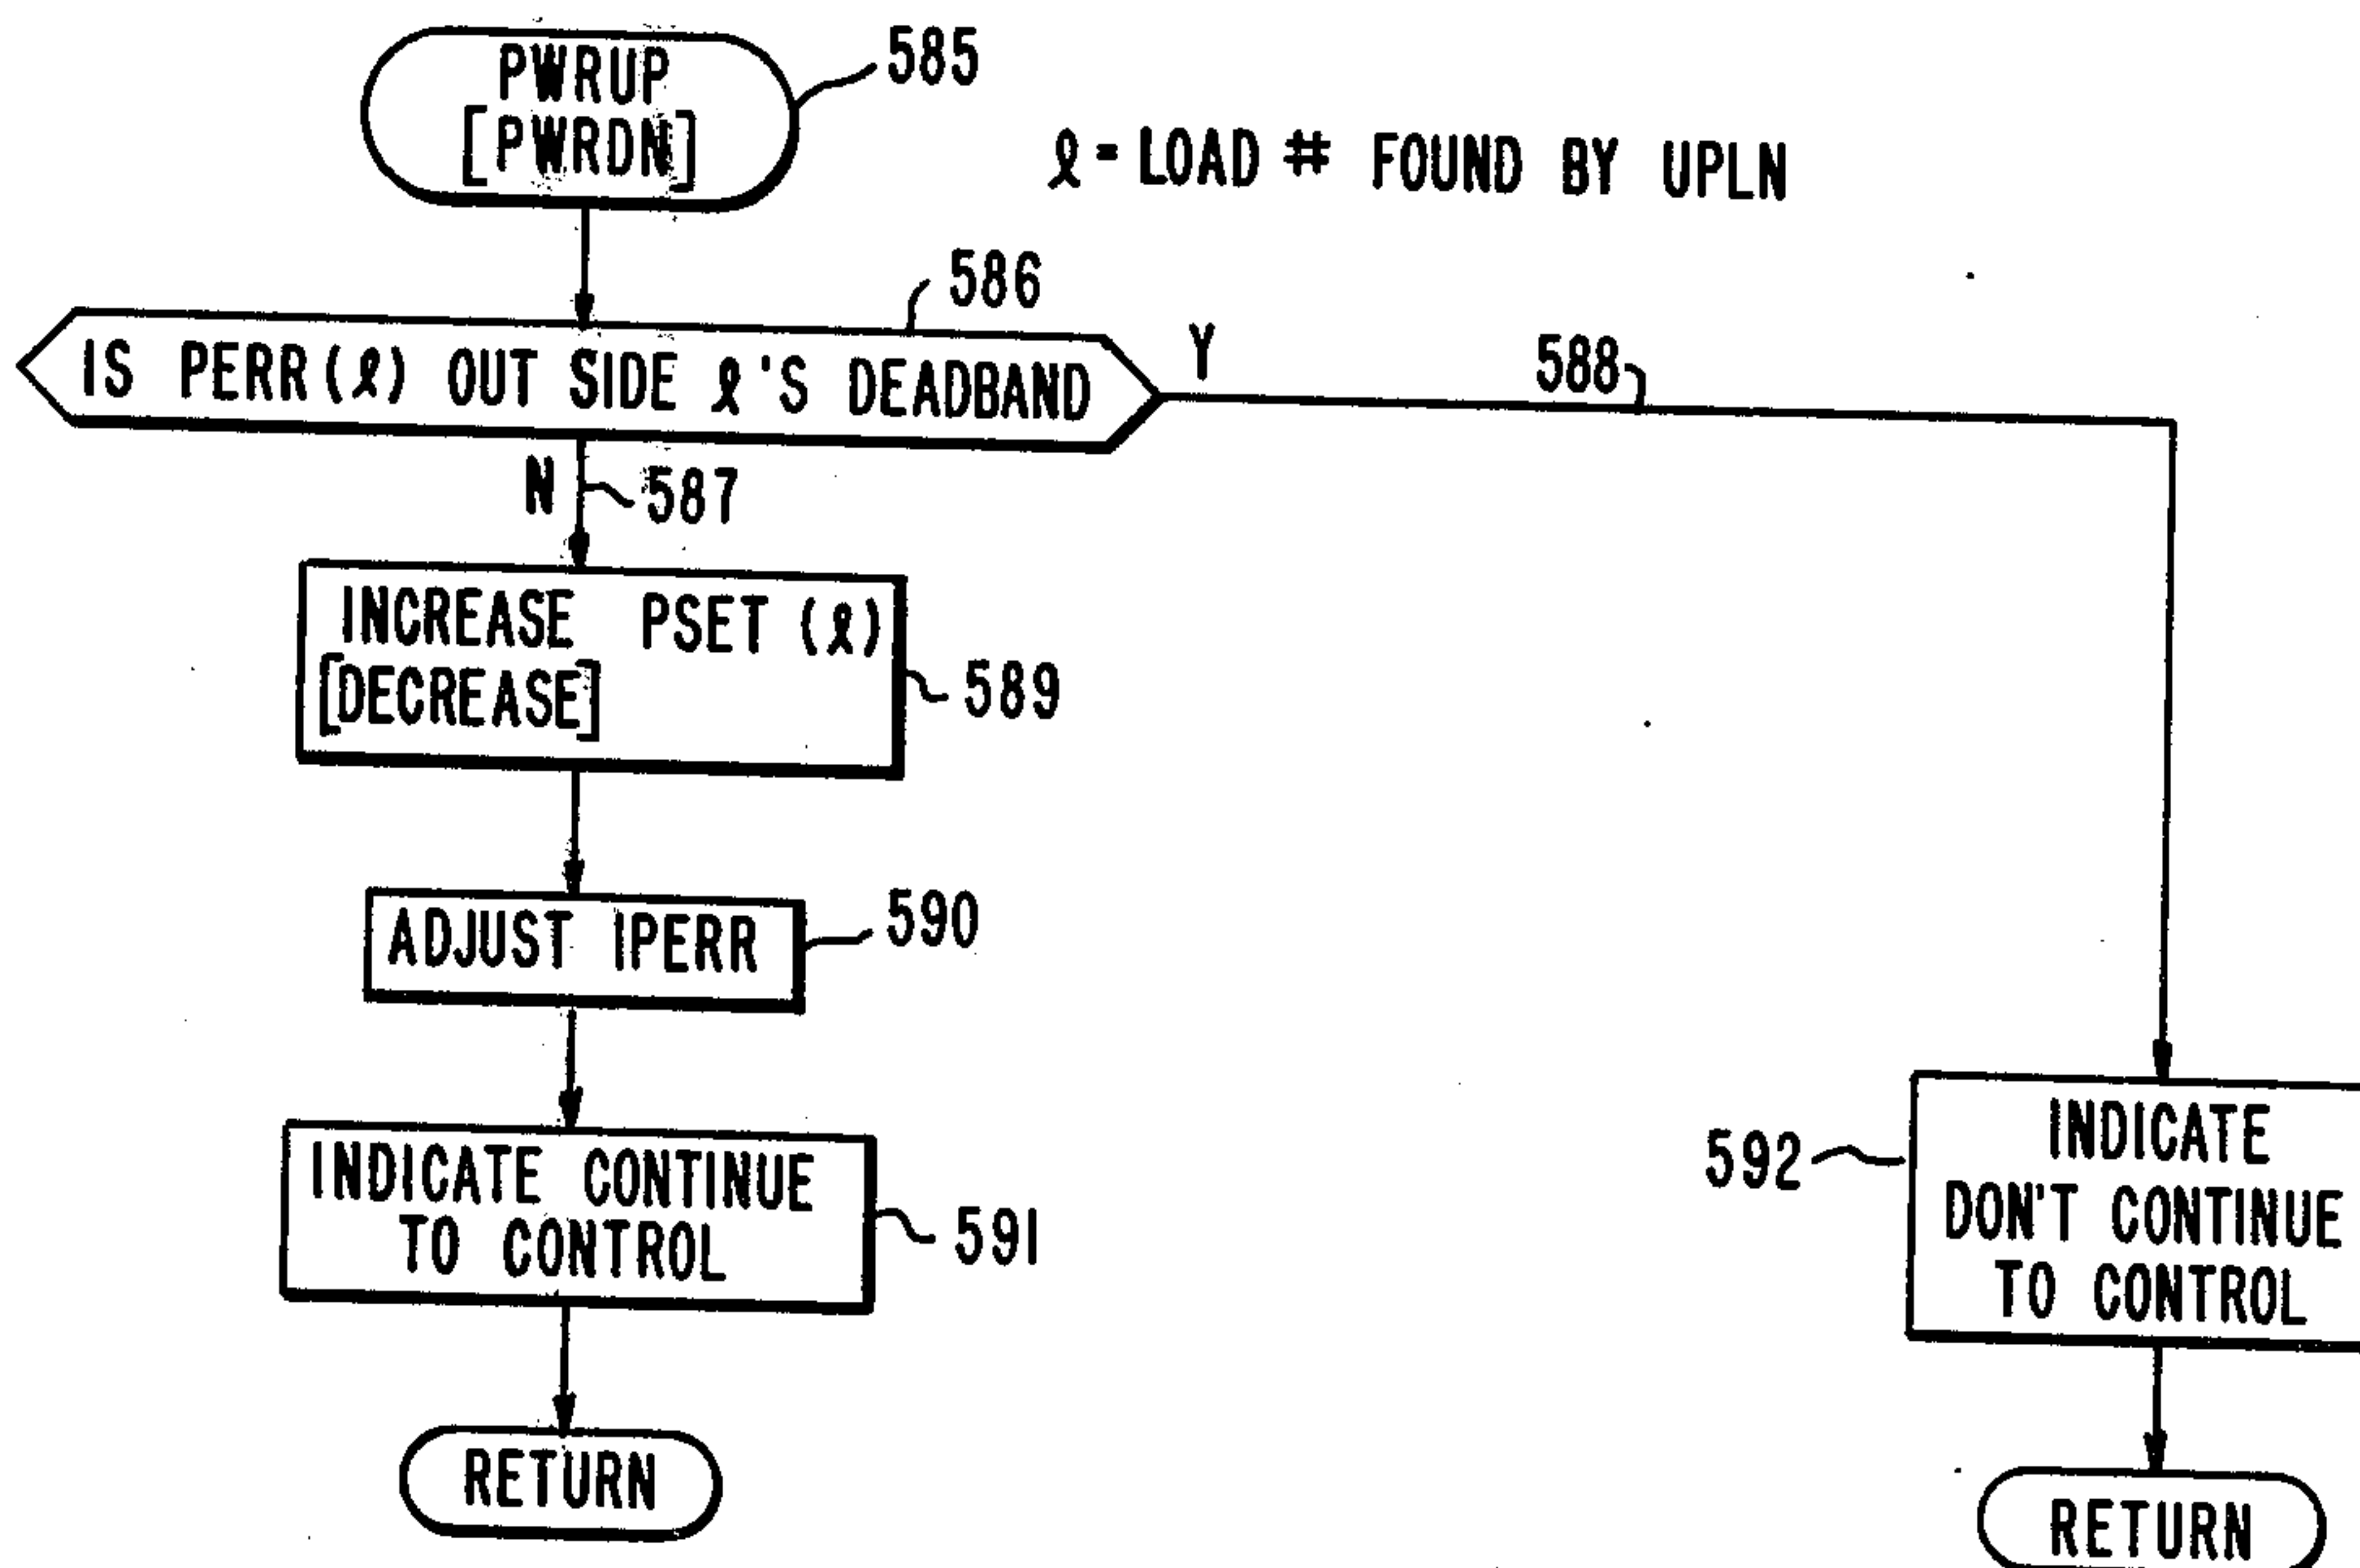 PWRUP
[PWRDN]
585
ℓ = LOAD # FOUND BY UPLN
586
IS PERR(ℓ) OUT SIDE ℓ'S DEADBAND
Y
588
N
587
INCREASE PSET (ℓ)
[DECREASE]
589
ADJUST IPERR
590
INDICATE CONTINUE
TO CONTROL
591
592
INDICATE
DON'T CONTINUE
TO CONTROL
RETURN
RETURN